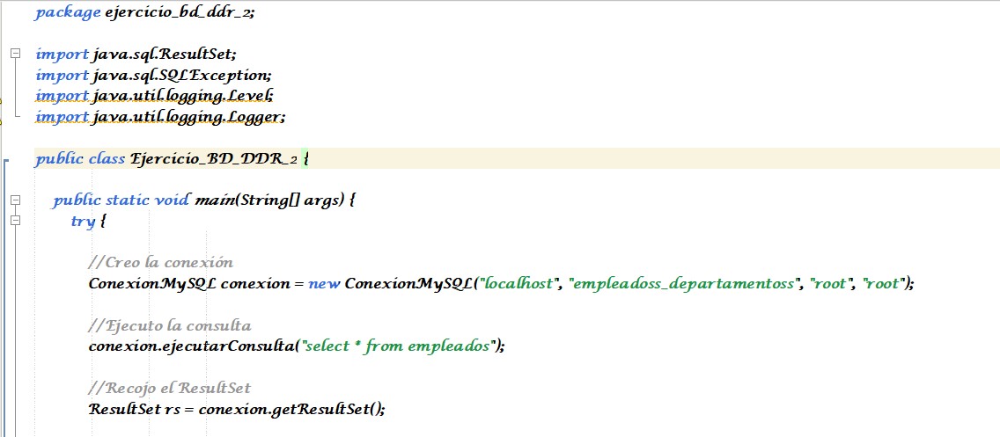 package ejercicio_bd_ddr_2;
import java.sql.ResultSet;
import java.sql.SQLException;
import java.util.logging.Level;
import java.util.logging.Logger;
public class Ejercicio_BD_DDR_2 {
public static void main(String[] args) {
try {
//Creo la conexión
ConexionMySQL conexion = new ConexionMySQL("localhost", "empleadoss_departamentoss", "root", "root");
//Ejecuto la consulta
conexion.ejecutarConsulta("select * from empleados");
//Recojo el ResultSet
ResultSet rs = conexion.getResultSet();